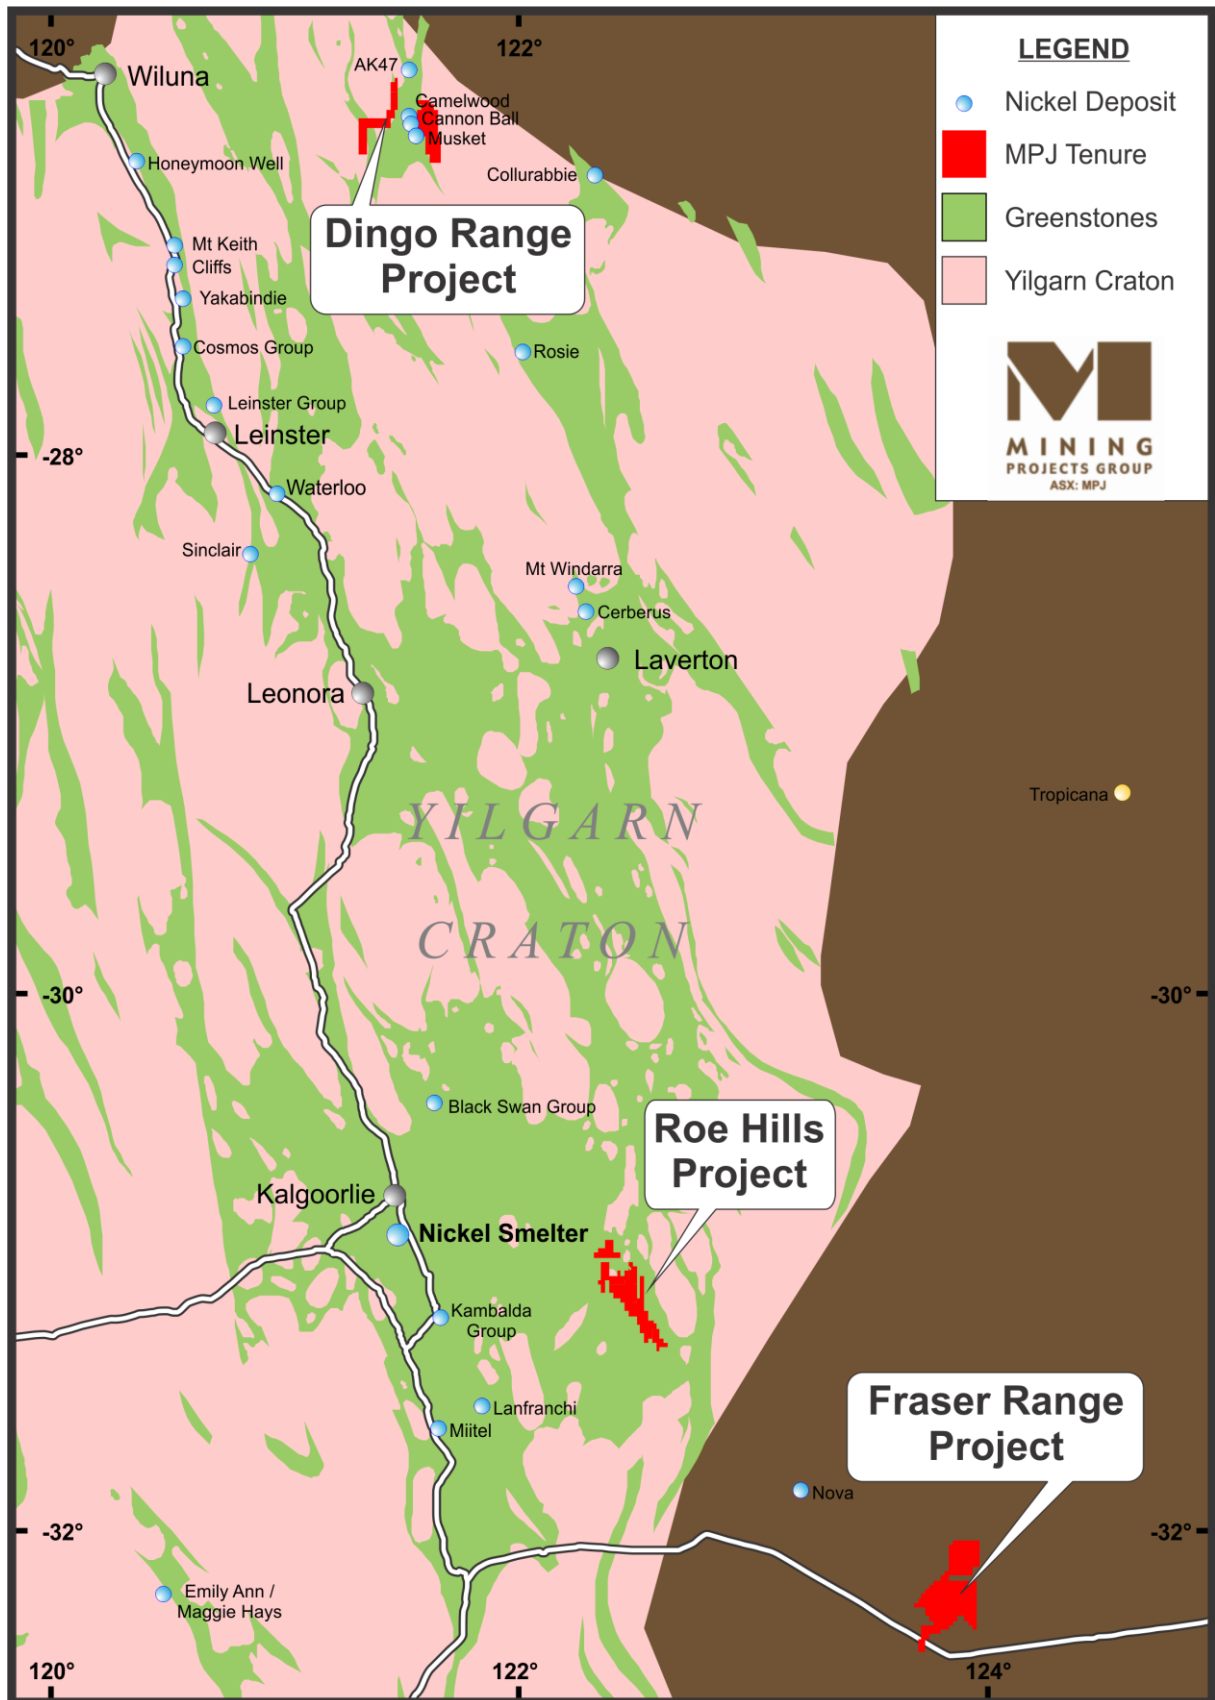 120°
122°
LEGEND
Nickel Deposit
MPJ Tenure
Greenstones
Yilgarn Craton
MINING
PROJECTS GROUP
ASX: MPJ
Wiluna
AK47
Camelwood
Cannon Ball
Musket
Honeymoon Well
Collurabbie
Dingo Range
Project
Mt Keith
Cliffs
Yakabindie
Cosmos Group
Rosie
Leinster Group
Leinster
-28°
Waterloo
Sinclair
Mt Windarra
Cerberus
Laverton
Leonora
Tropicana
YILGARN
CRATON
-30°
-30°
Black Swan Group
Roe Hills
Project
Kalgoorlie
Nickel Smelter
Kambalda
Group
Lanfranchi
Miitel
Fraser Range
Project
Nova
-32°
-32°
Emily Ann /
Maggie Hays
120°
122°
124°